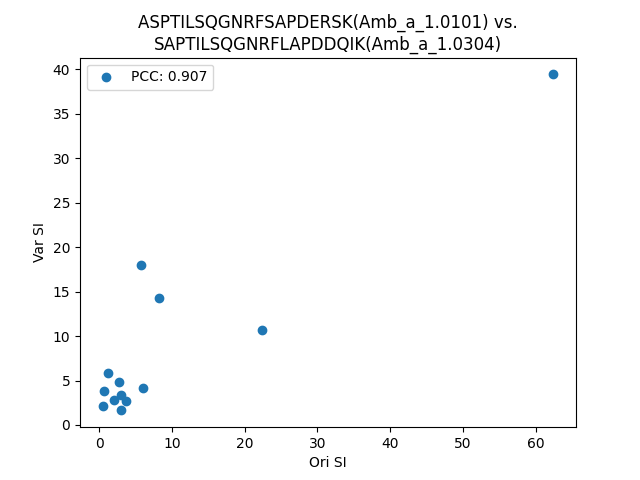 ASPTILSQGNRFSAPDERSK(Amb_a_1.0101) vs.
SAPTILSQGNRFLAPDDQIK(Amb_a_1.0304)
PCC: 0.907
40
35
30
25
20
15
10
5
0
Var SI
0 10 20 30 40 50 60
Ori SI